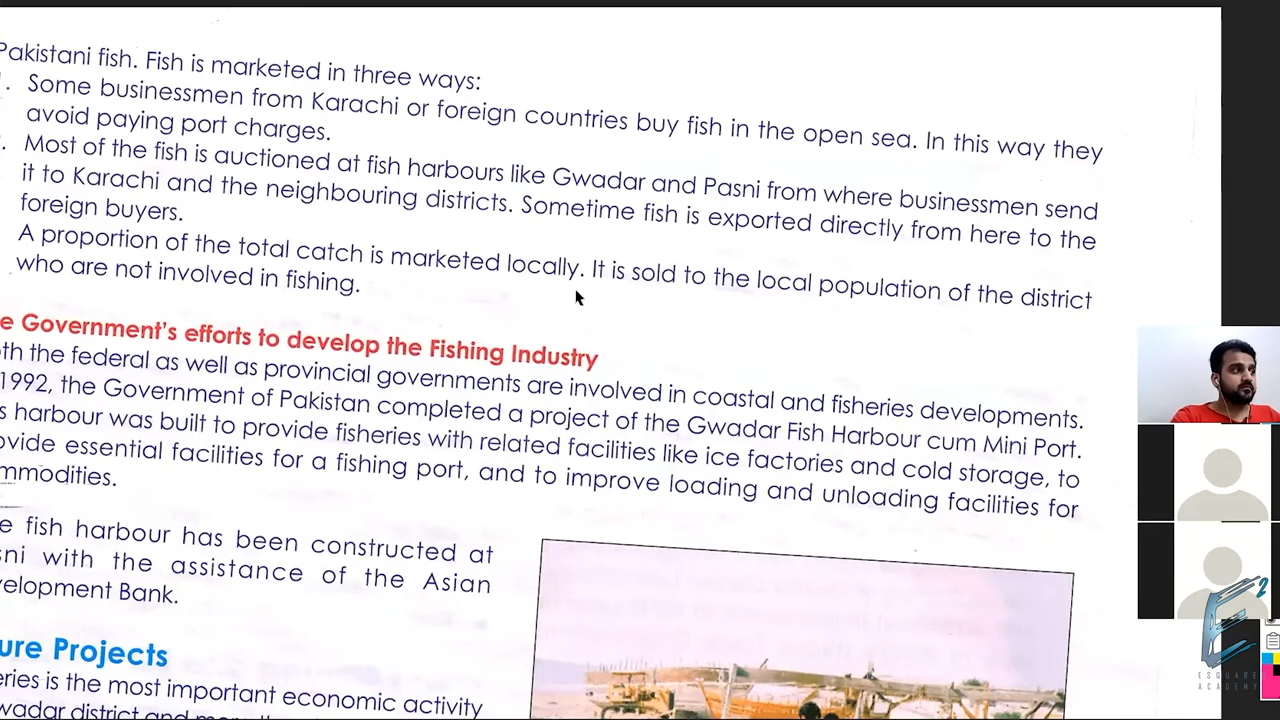 Pakistani fish. Fish is marketed in three ways:
. Some businessmen from Karachi or foreign countries buy fish in the open sea. In this way they
avoid paying port charges.
. Most of the fish is auctioned at fish harbours like Gwadar and Pasni from where businessmen send
it to Karachi and the neighbouring districts. Sometime fish is exported directly from here to the
foreign buyers.
A proportion of the total catch is marketed locally. It is sold to the local population of the district
who are not involved in fishing.
e Government's efforts to develop the Fishing Industry
oth the federal as well as provincial governments are involved in coastal and fisheries developments.
1992, the Government of Pakistan completed a project of the Gwadar Fish Harbour cum Mini Port.
s harbour was built to provide fisheries with related facilities like ice factories and cold storage, to
ovide essential facilities for a fishing port, and to improve loading and unloading facilities for
mmodities.
e fish harbour has been constructed at
sni with the assistance of the Asian
velopment Bank.
ure Projects
eries is the most important economic activity
wadar district and
E2
ESQUARE
ACADEMY